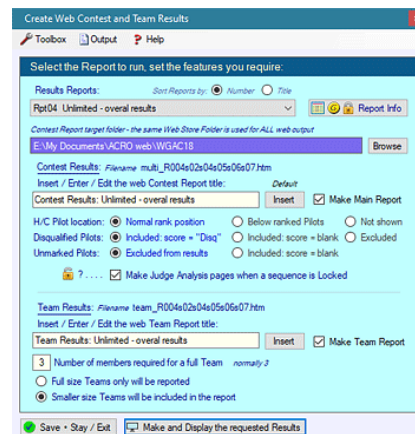 Create Web Contest and Team Results
Toolbox Output ? Help
Select the Report to run, set the features you require:
Results Reports: Sort Reports by: Number Title
Rpt04 Unlimited - overal results Report Info
Contest Report target folder - the same Web Store Folder is used for ALL web output
E:\My Documents\ACRO web\WGAC18 Browse
Contest Results: Filename multi_R004s02s04s05s06s07.htm
Insert / Enter / Edit the web Contest Report title: Default
Contest Results: Unlimited - overal results Insert Make Main Report
H/C Pilot location: Normal rank position Below ranked Pilots Not shown
Disqualified Pilots: Included: score = "Disq" Included: score = blank Excluded
Unmarked Pilots: Excluded from results Included: score = blank
? . . . . Make Judge Analysis pages when a sequence is Locked
Team Results: Filename team_R004s02s04s05s06s07.htm
Insert / Enter / Edit the web Team Report title:
Team Results: Unlimited - overal results Insert Make Team Report
3 Number of members required for a full Team normally 3
Full size Teams only will be reported
Smaller size Teams will be included in the report
Save • Stay / Exit Make and Display the requested Results